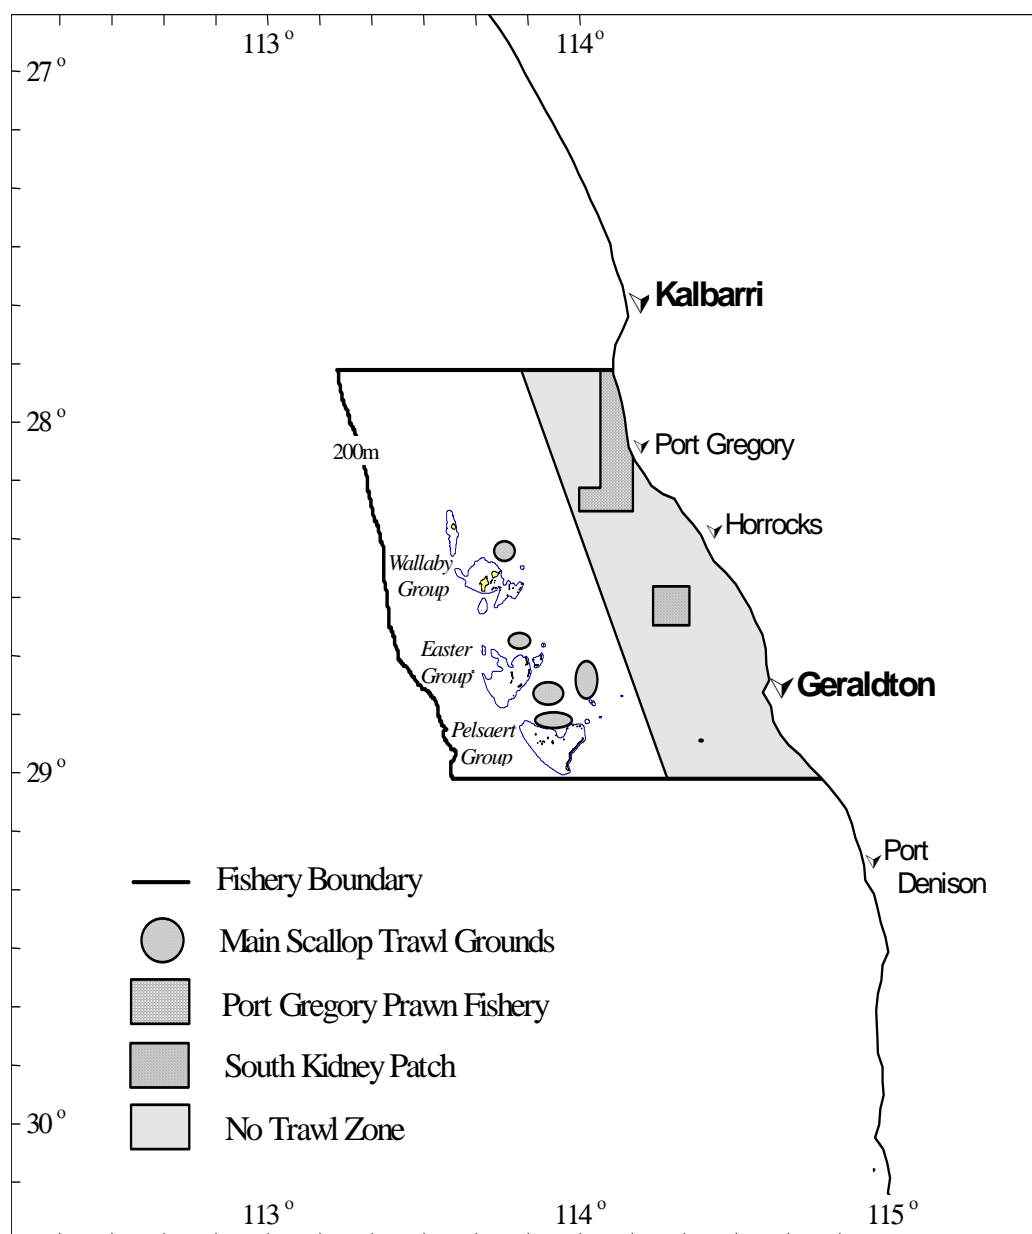 113 º
114 º
27 º
Kalbarri
28 º
Port Gregory
200m
Horrocks
Wallaby
Group
Easter
Group
Geraldton
Pelsaert
Group
29 º
Port
Denison
Fishery Boundary
Main Scallop Trawl Grounds
Port Gregory Prawn Fishery
South Kidney Patch
No Trawl Zone
30 º
113 º
114 º
115 º